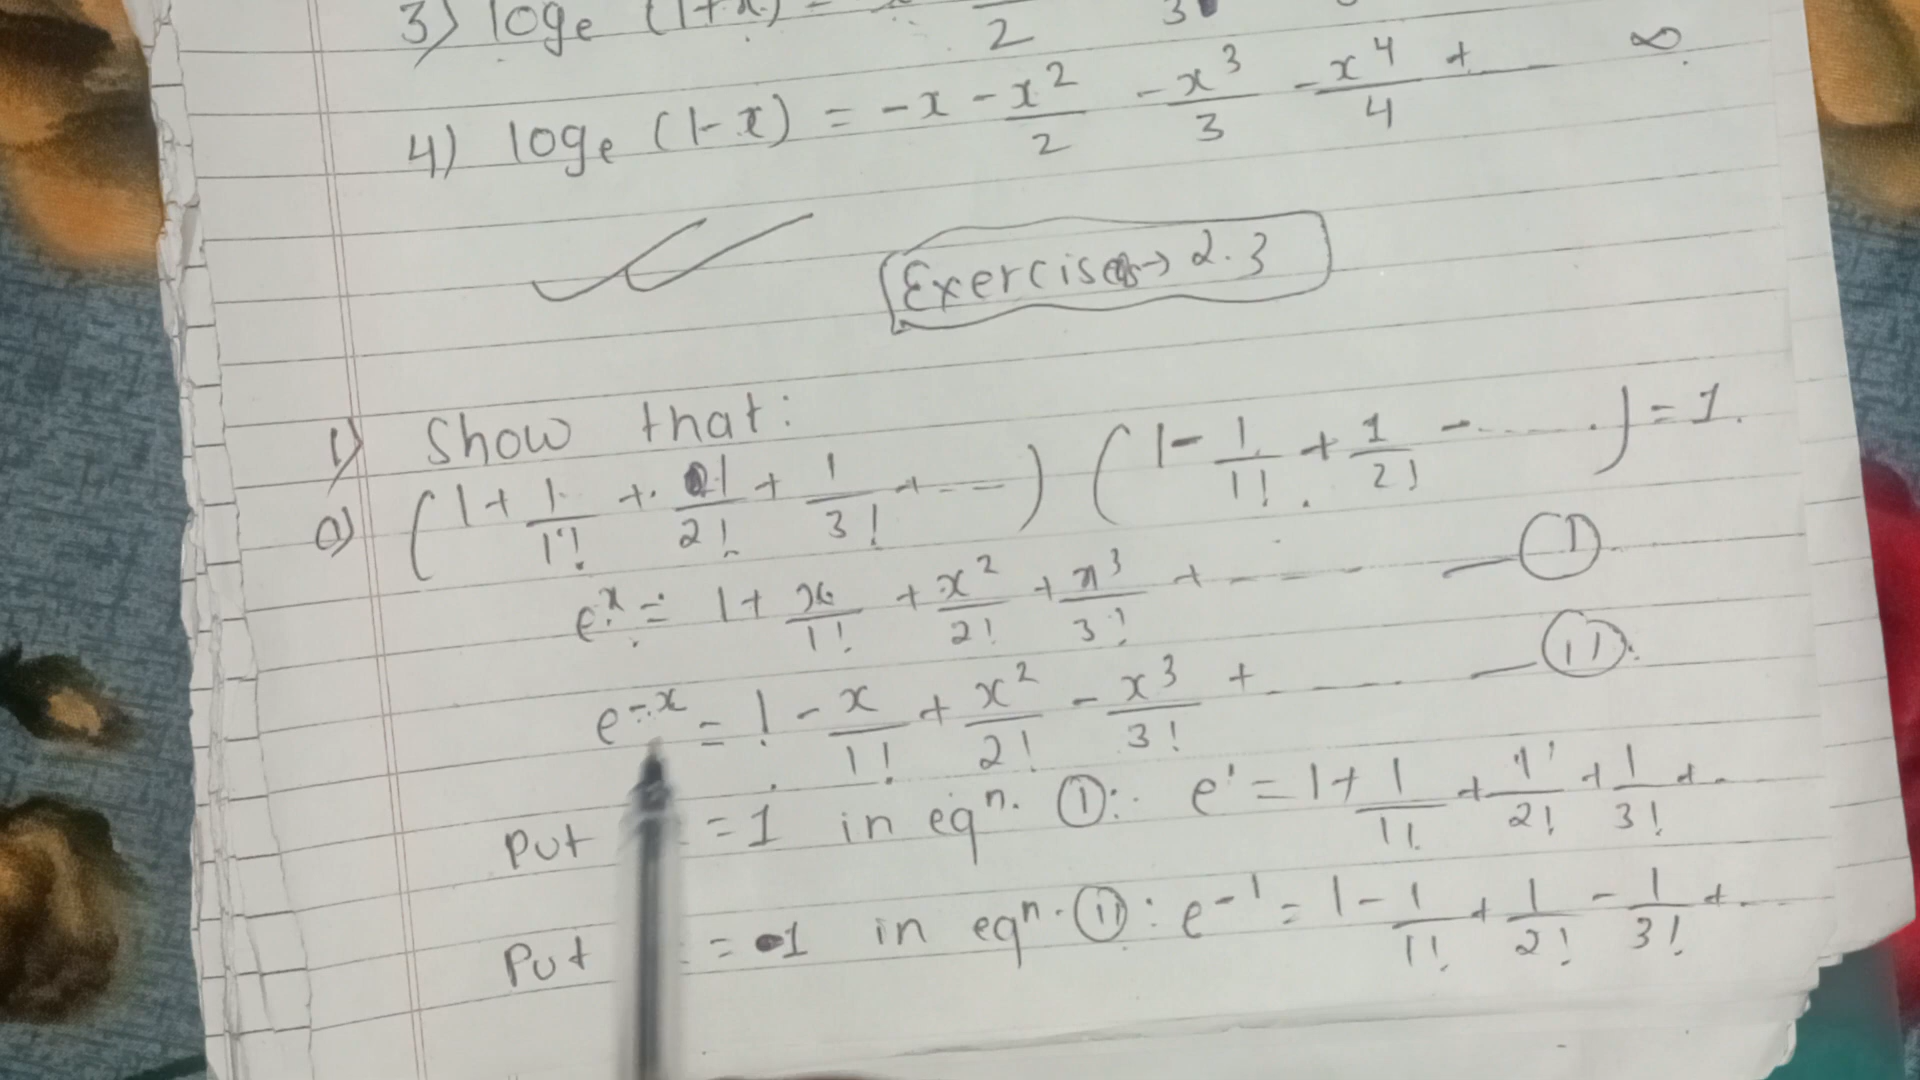 3) logₑ (1+x) = 2 3
4) logₑ (1-x) = -x - x²/2 - x³/3 - x⁴/4 + ___ ∞.
Exercises → 2.3
1) Show that:
a) (1 + 1/1! + 1/2! + 1/3! + ---) (1 - 1/1! + 1/2! - ......) = 1.
eˣ = 1 + x/1! + x²/2! + x³/3! + ---- — (I)
e⁻ˣ = 1 - x/1! + x²/2! - x³/3! + ..... — (II).
Put = 1 in eqⁿ. (I): e¹ = 1 + 1/1! + 1/2! + 1/3! + ..
Put = 1 in eqⁿ. (II): e⁻¹ = 1 - 1/1! + 1/2! - 1/3! + ...